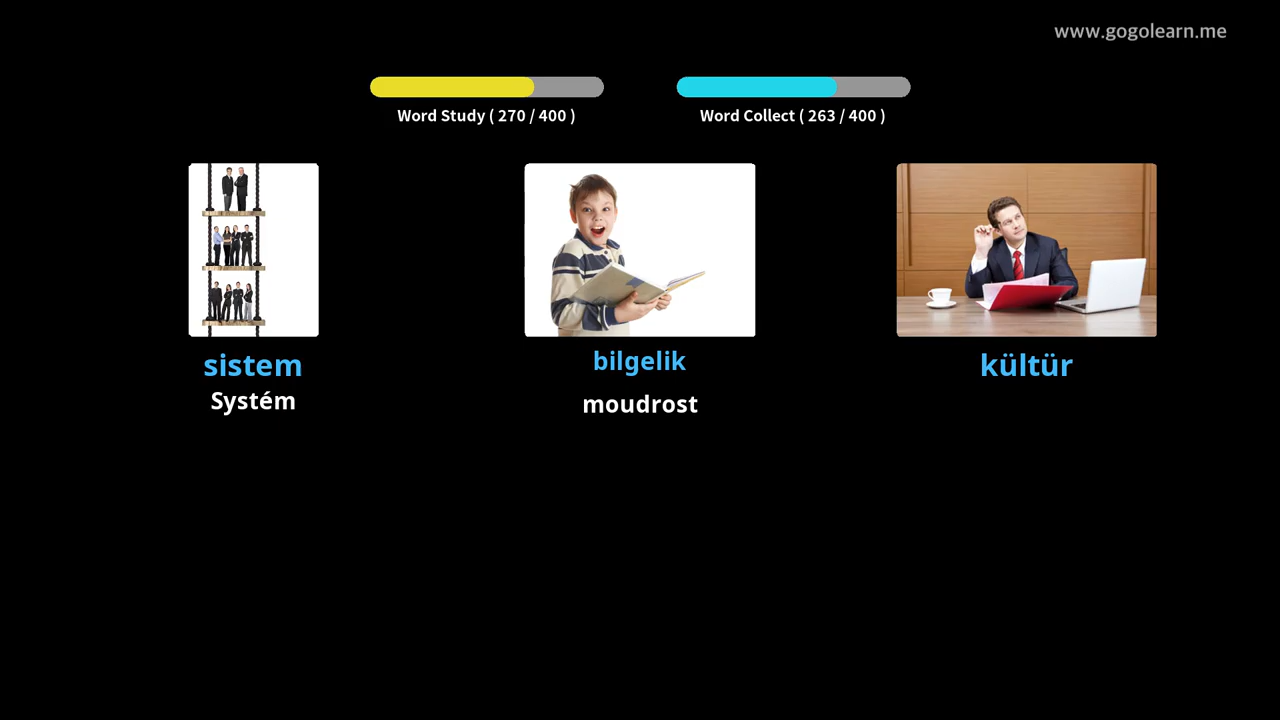 www.gogolearn.me
Word Study ( 270 / 400 )
Word Collect ( 263 / 400 )
sistem
Systém
bilgelik
moudrost
kültür